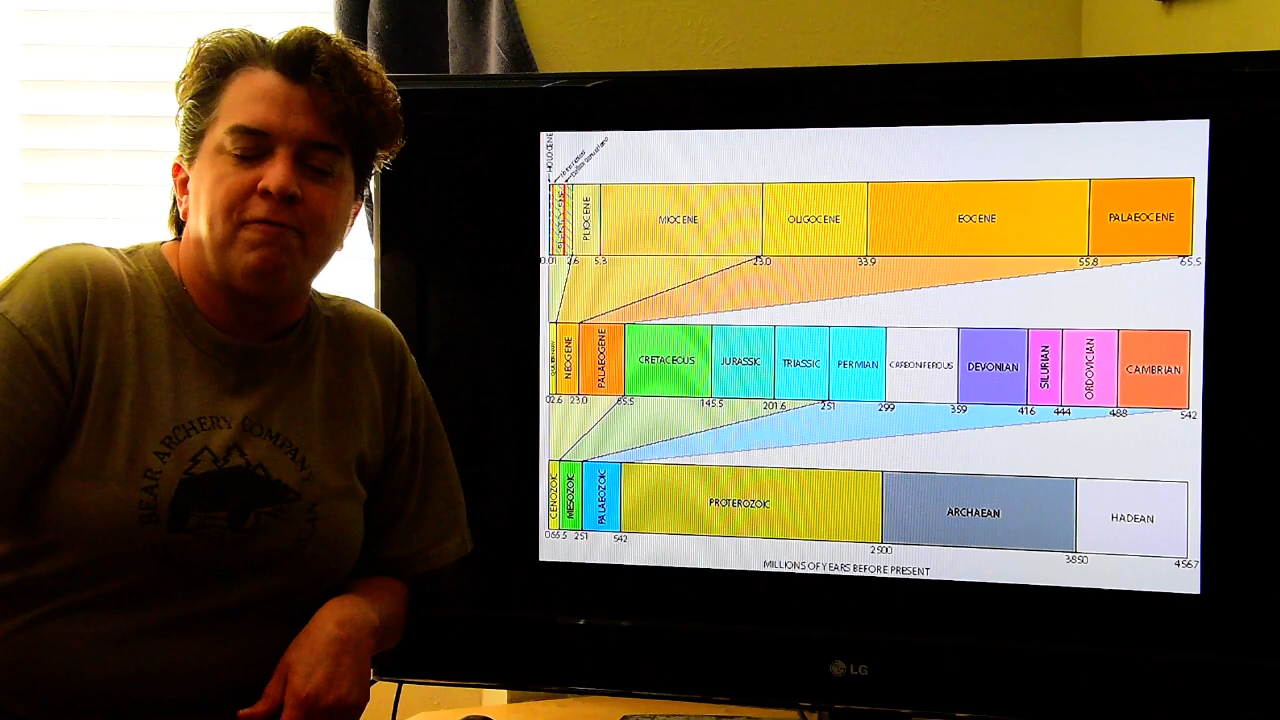 HOLOCENE
PLIOCENE
MIOCENE
OLIGOCENE
EOCENE
PALAEOCENE
0.01 2.6 5.3 23.0 33.9 55.8 65.5
NEOGENE
PALAEOGENE
CRETACEOUS
JURASSIC
TRIASSIC
PERMIAN
CARBONIFEROUS
DEVONIAN
SILURIAN
ORDOVICIAN
CAMBRIAN
0 2.6 23.0 65.5 145.5 201.6 251 299 359 416 444 488 542
CENOZOIC
MESOZOIC
PALAEOZOIC
PROTEROZOIC
ARCHAEAN
HADEAN
0 65.5 251 542 2500 3850 4567
MILLIONS OF YEARS BEFORE PRESENT
BEAR ARCHERY COMPANY
LG